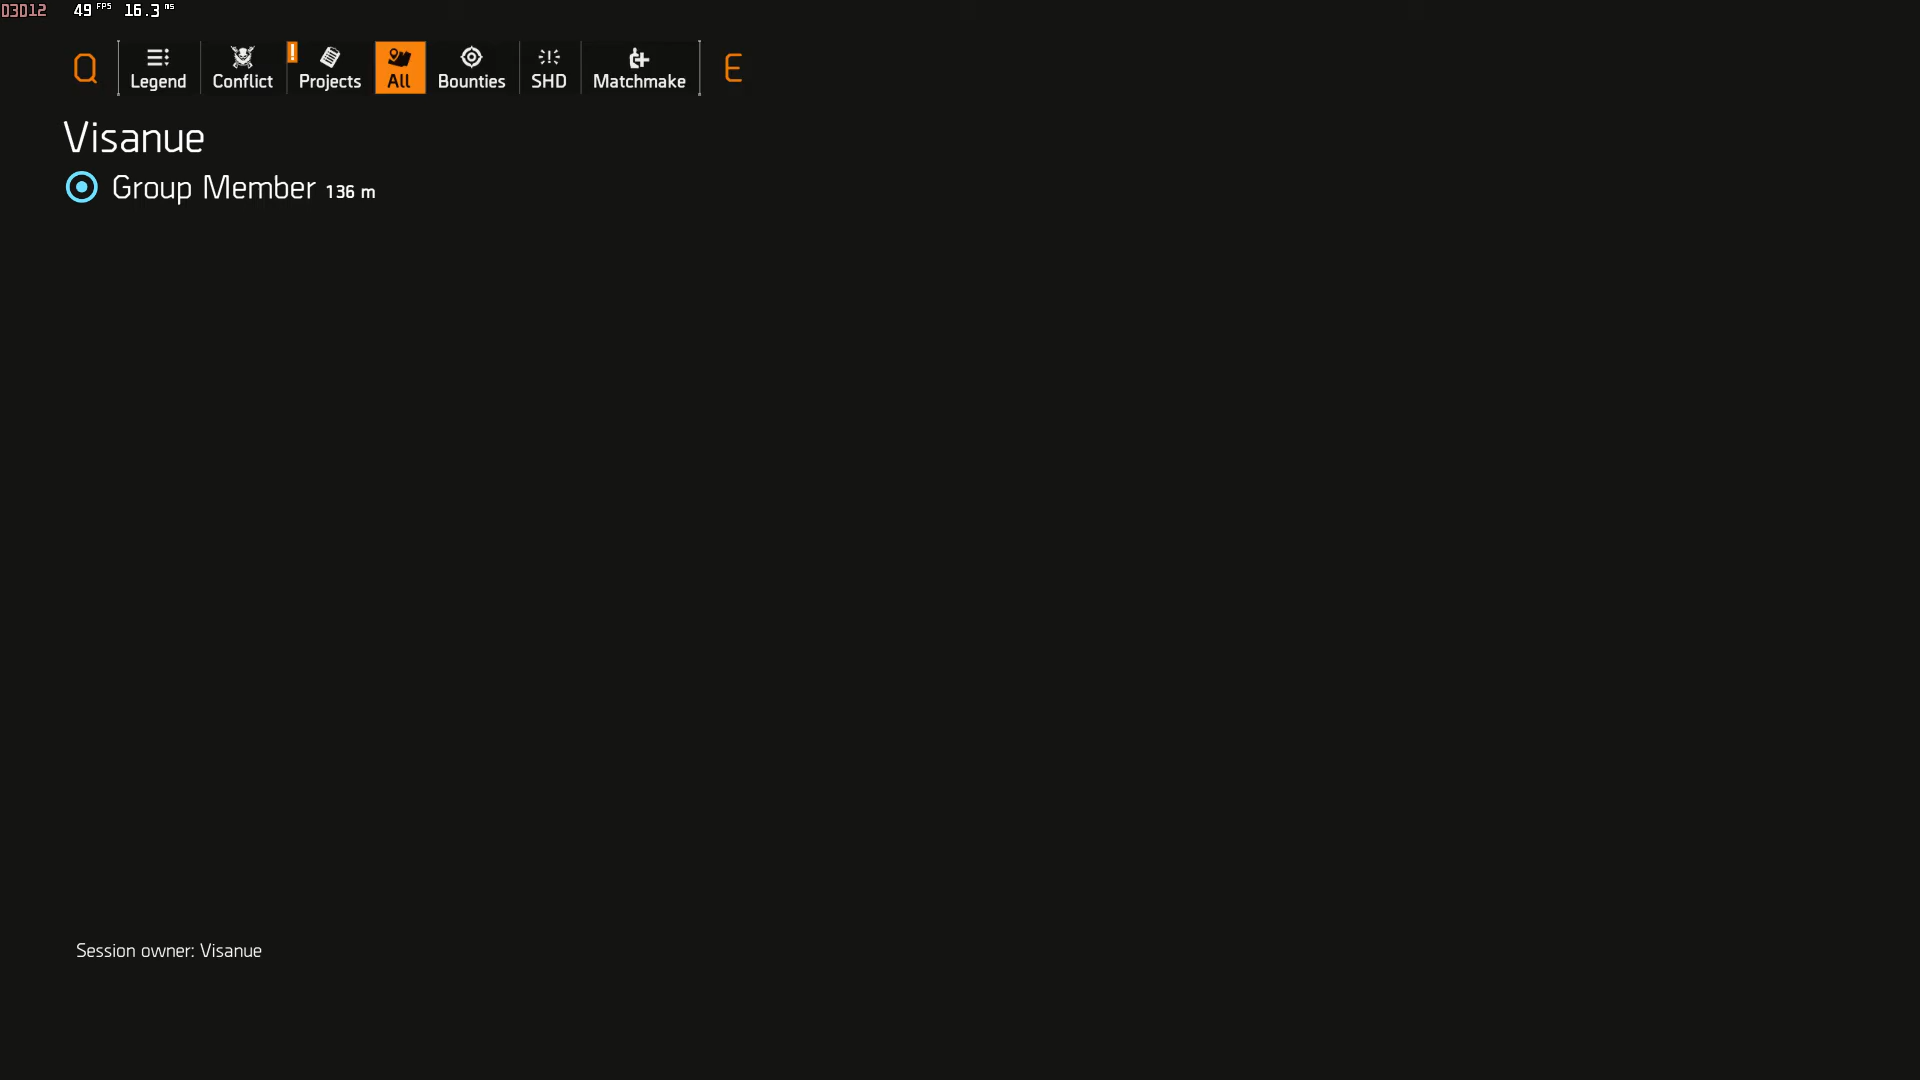 D3D12 49 FPS 16.3 ms
Q Legend Conflict ! Projects All Bounties SHD Matchmake E
Visanue
Group Member 136 m
Session owner: Visanue